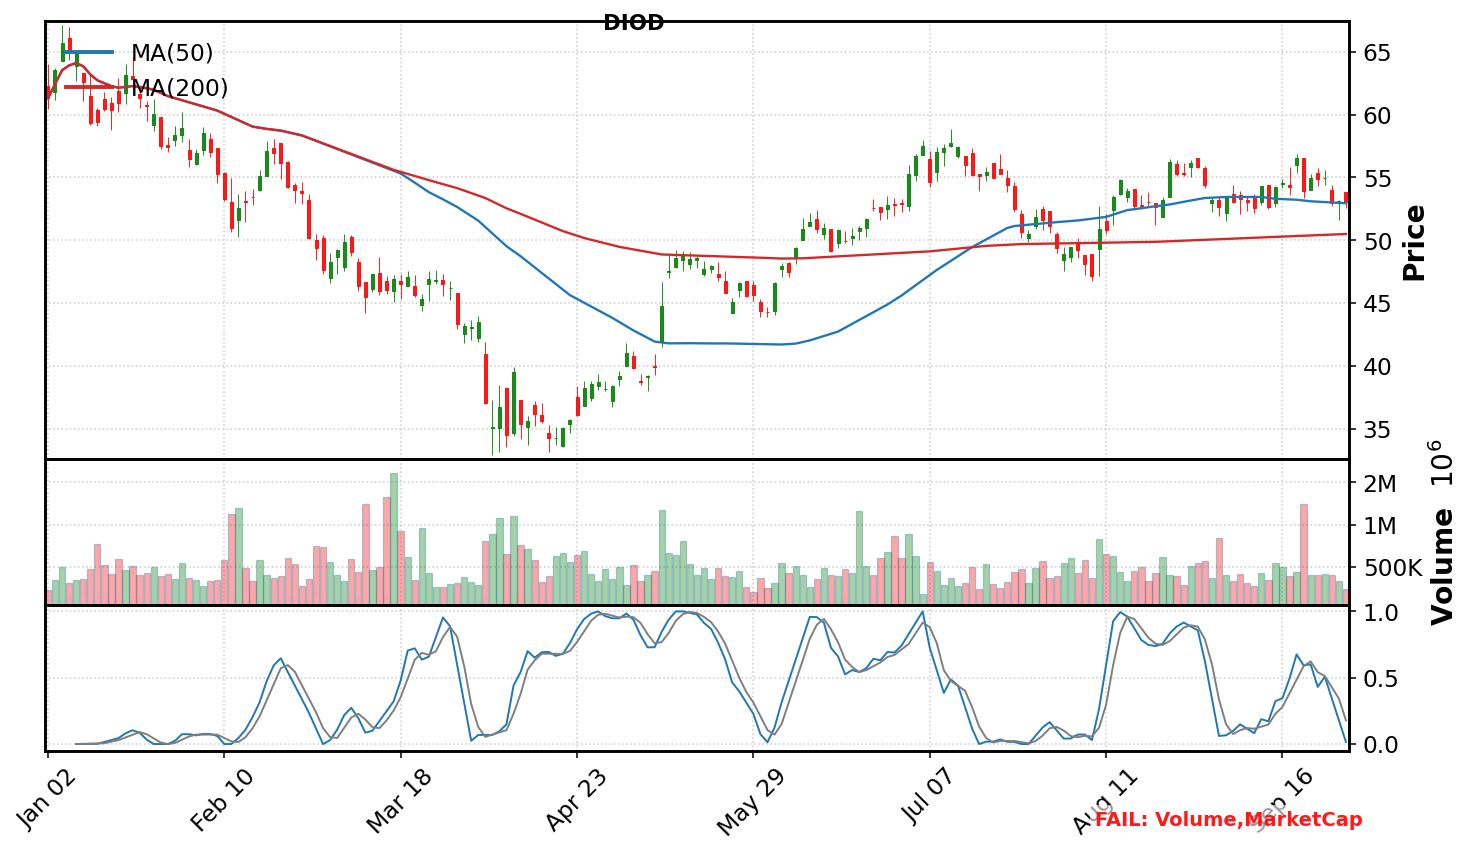 DIOD
MA(50)
MA(200)
65
60
55
50
45
40
35
Price
2M
1M
500K
Volume 10^6
1.0
0.5
0.0
Jan 02
Feb 10
Mar 18
Apr 23
May 29
Jul 07
Aug 11
Sep 16
FAIL: Volume,MarketCap